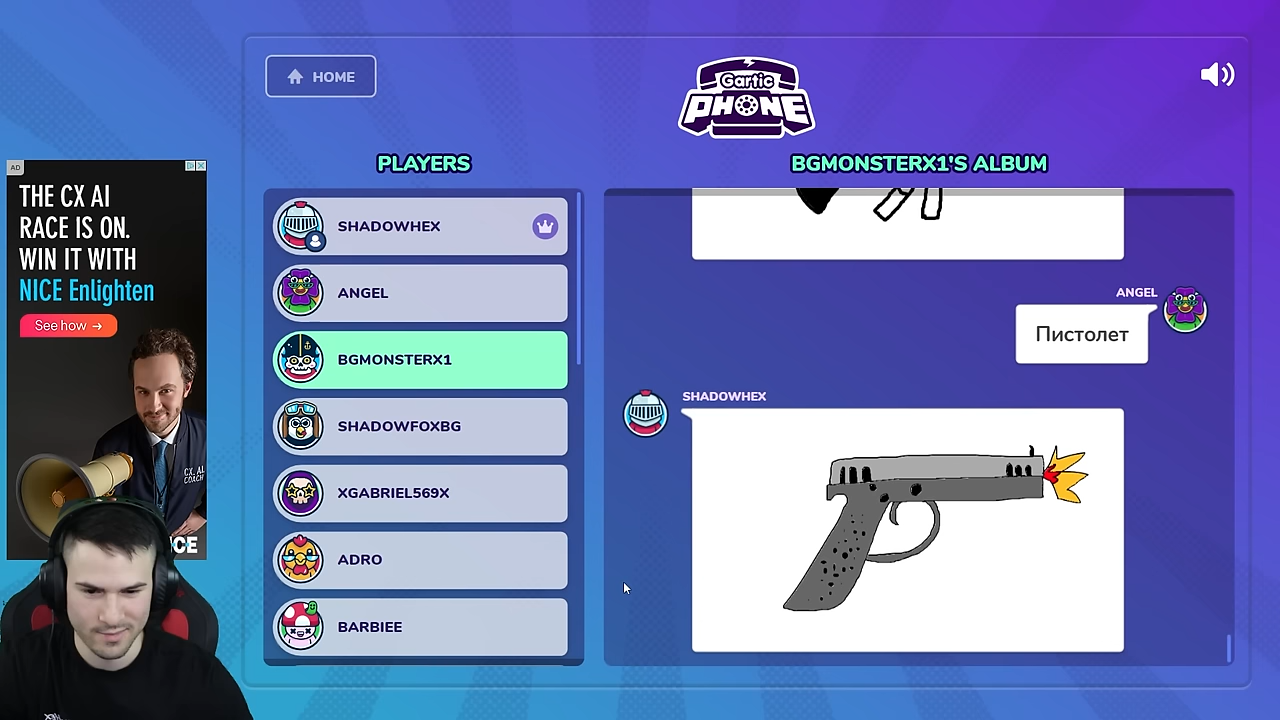 HOME
Gartic
PHONE
PLAYERS
BGMONSTERX1'S ALBUM
AD
THE CX AI
RACE IS ON.
WIN IT WITH
NICE Enlighten
See how →
CX. AI
COACH
SHADOWHEX
ANGEL
BGMONSTERX1
SHADOWFOXBG
XGABRIEL569X
ADRO
BARBIEE
ANGEL
Пистолет
SHADOWHEX